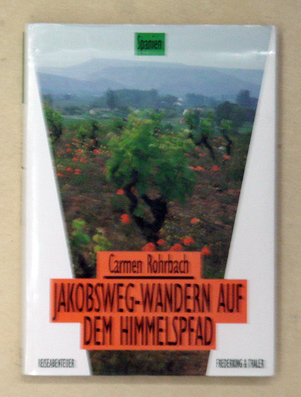 Spanien
Carmen Rohrbach
JAKOBSWEG-WANDERN AUF
DEM HIMMELSPFAD
REISEABENTEUER
FREDERKING & THALER